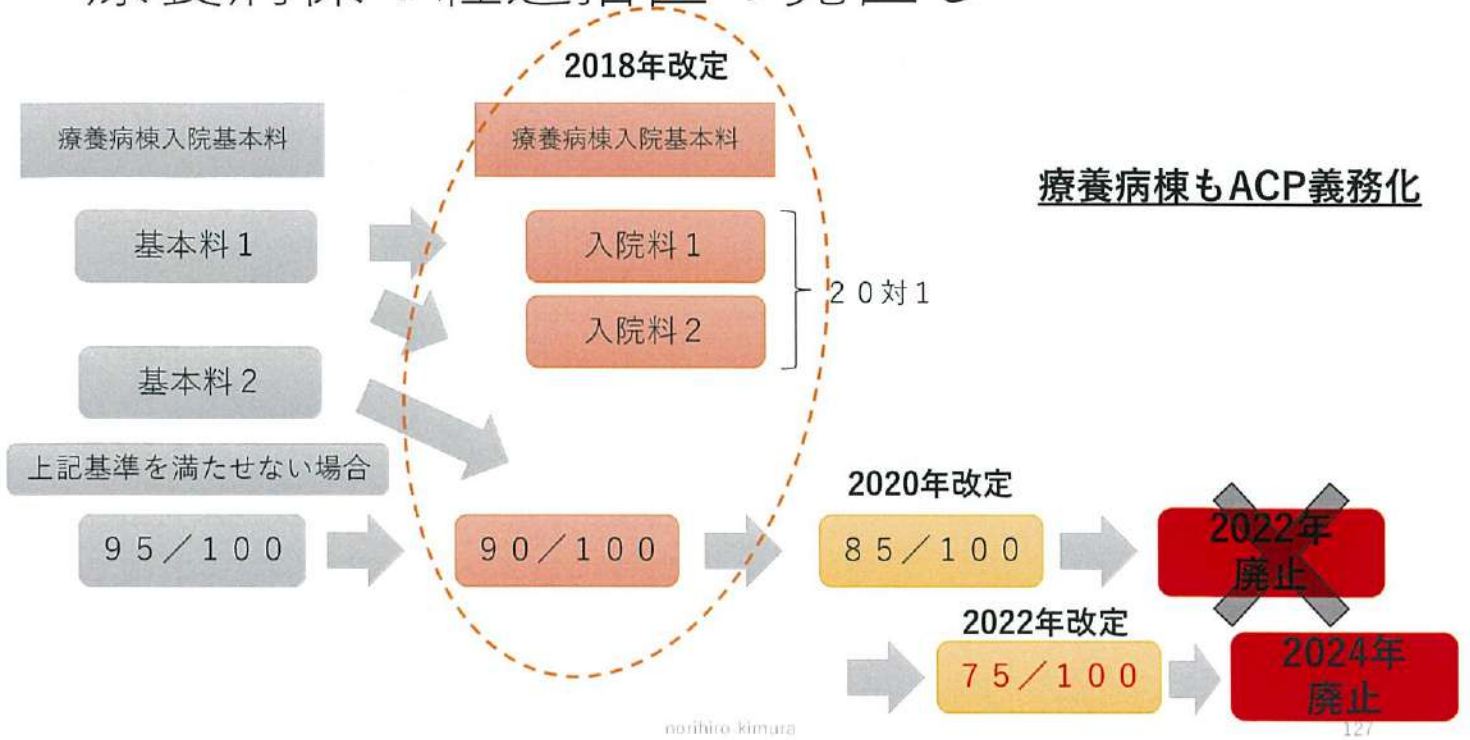 2018年改定
療養病棟入院基本料
療養病棟入院基本料
療養病棟もACP義務化
基本料1
入院料1
20対1
入院料2
基本料2
上記基準を満たせない場合
2020年改定
95/100
90/100
85/100
2022年
廃止
2022年改定
75/100
2024年
廃止
norihiro-kimura
127